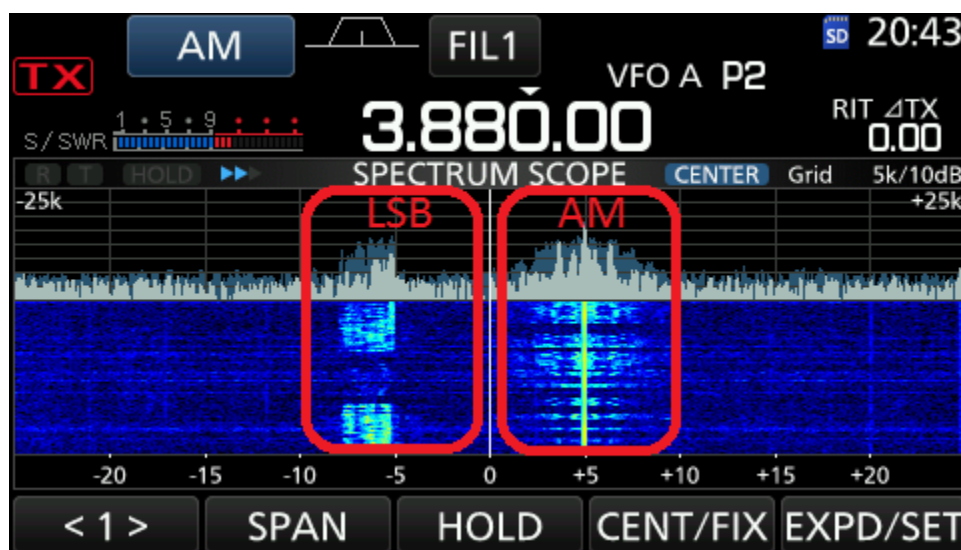 AM FIL1 SD 20:43
TX VFO A P2
3.880.00 RIT ⊿TX
S/SWR 1 5 9 0.00
R T HOLD SPECTRUM SCOPE CENTER Grid 5k/10dB
-25k LSB AM +25k
-20 -15 -10 -5 0 +5 +10 +15 +20
< 1 > SPAN HOLD CENT/FIX EXPD/SET